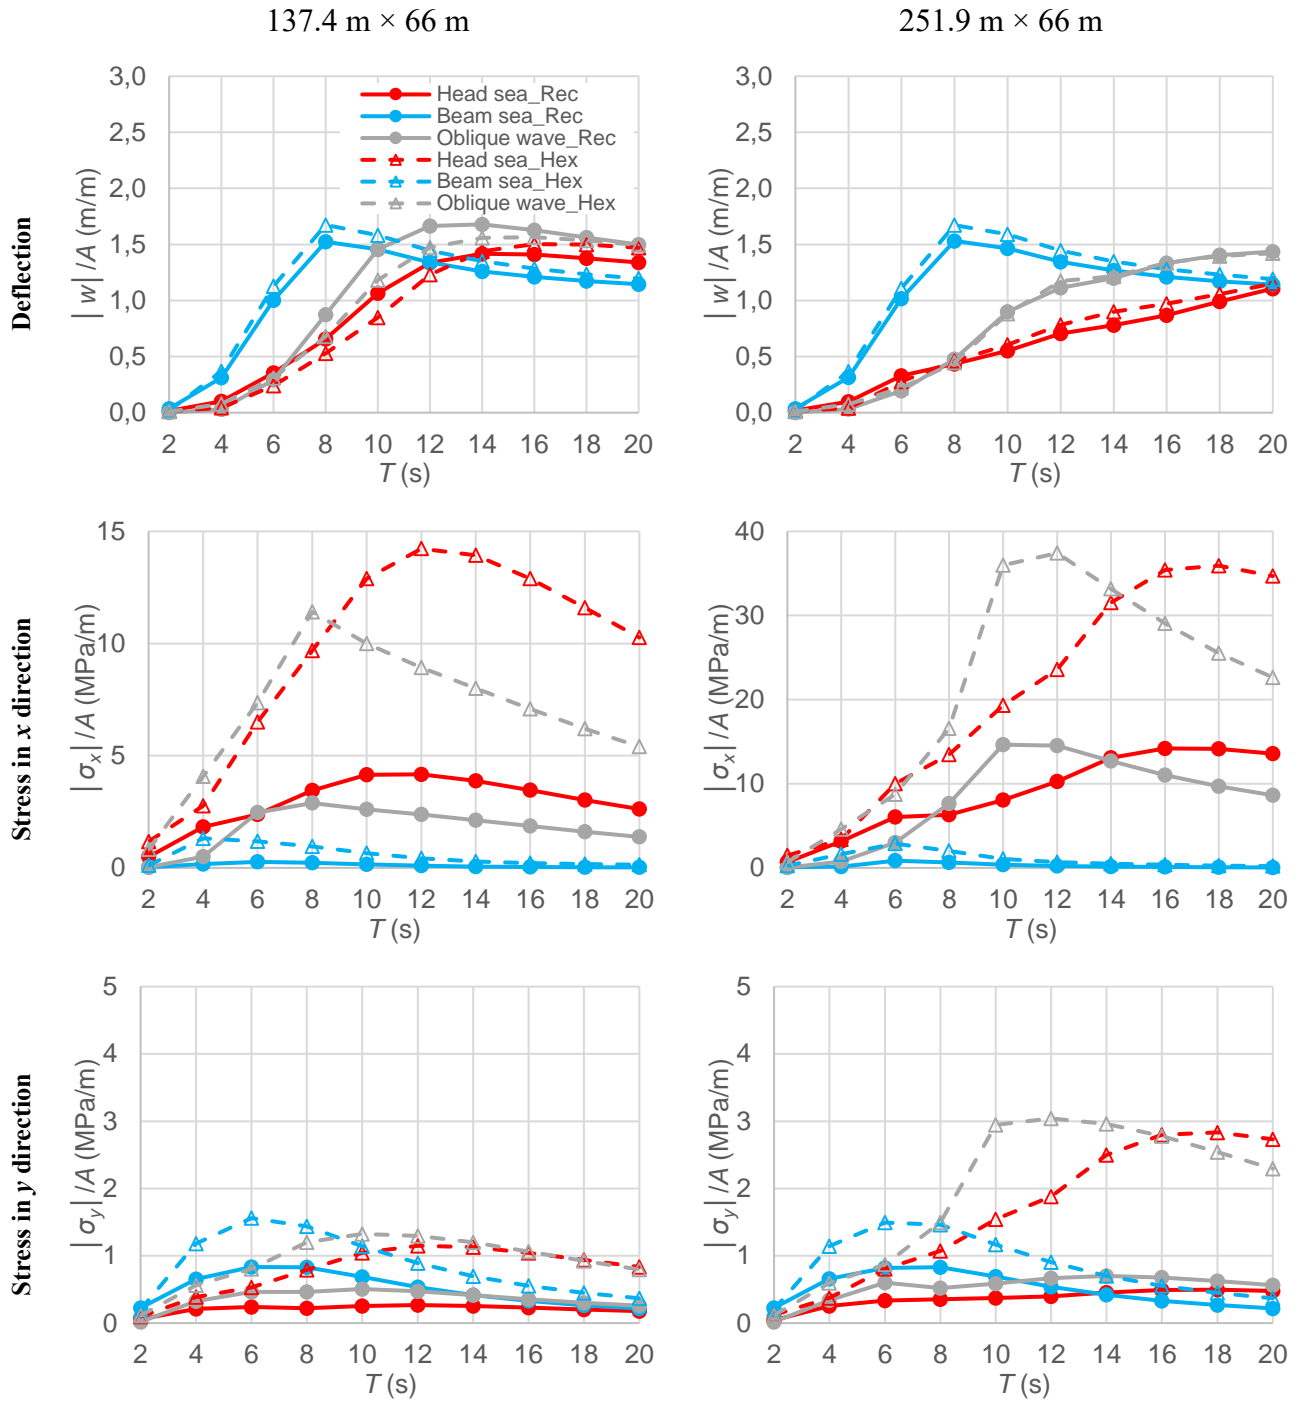 137.4 m × 66 m
251.9 m × 66 m
Deflection
|w|/A (m/m)
3,0
2,5
2,0
1,5
1,0
0,5
0,0
2 4 6 8 10 12 14 16 18 20
T (s)
Head sea_Rec
Beam sea_Rec
Oblique wave_Rec
Head sea_Hex
Beam sea_Hex
Oblique wave_Hex
|w|/A (m/m)
3,0
2,5
2,0
1,5
1,0
0,5
0,0
2 4 6 8 10 12 14 16 18 20
T (s)
Stress in x direction
|σx|/A (MPa/m)
15
10
5
0
2 4 6 8 10 12 14 16 18 20
T (s)
|σx|/A (MPa/m)
40
30
20
10
0
2 4 6 8 10 12 14 16 18 20
T (s)
Stress in y direction
|σy|/A (MPa/m)
5
4
3
2
1
0
2 4 6 8 10 12 14 16 18 20
T (s)
|σy|/A (MPa/m)
5
4
3
2
1
0
2 4 6 8 10 12 14 16 18 20
T (s)